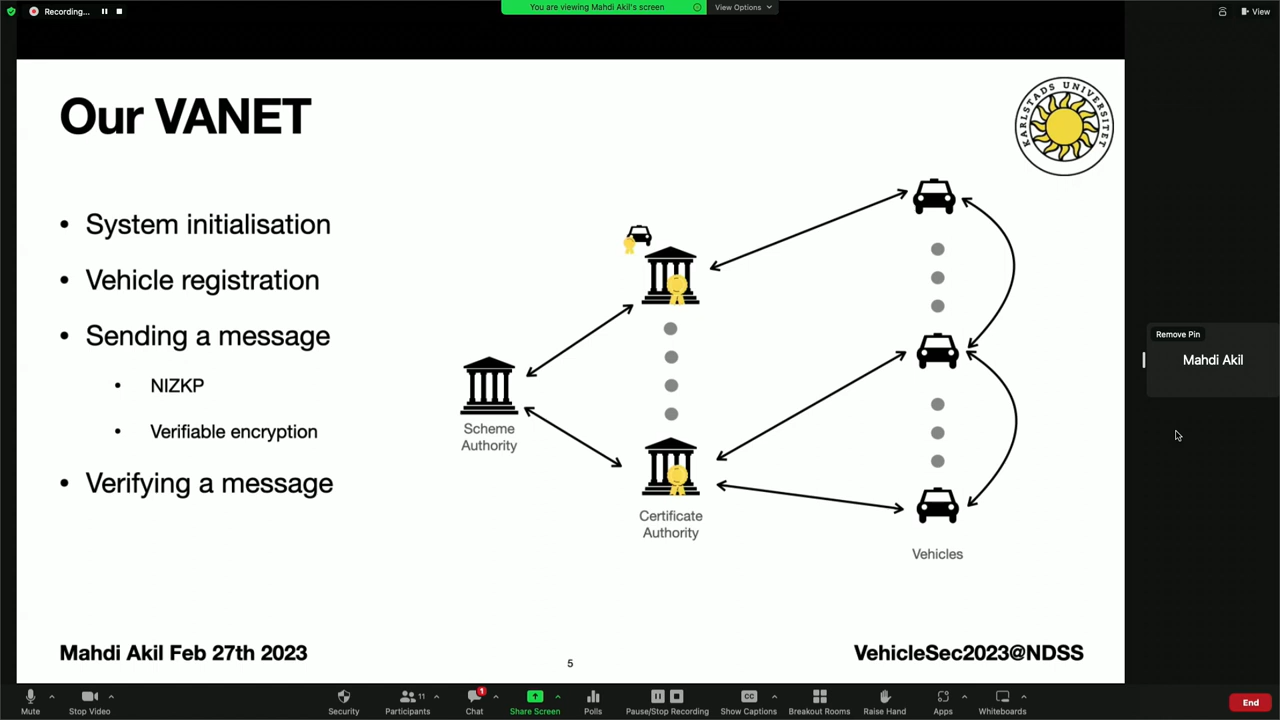 Recording...
You are viewing Mahdi Akil's screen
View Options
View
Our VANET
KARLSTADS UNIVERSITET
• System initialisation
• Vehicle registration
• Sending a message
• NIZKP
• Verifiable encryption
• Verifying a message
Scheme
Authority
Certificate
Authority
Vehicles
Remove Pin
Mahdi Akil
Mahdi Akil Feb 27th 2023
5
VehicleSec2023@NDSS
Mute
Stop Video
Security
Participants
11
Chat
1
Share Screen
Polls
Pause/Stop Recording
CC
Show Captions
Breakout Rooms
Raise Hand
Apps
Whiteboards
End